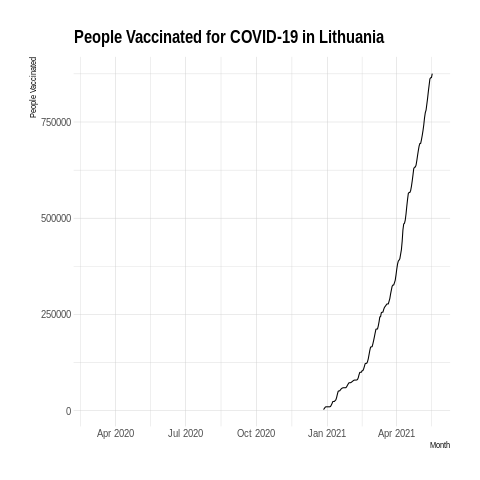 People Vaccinated for COVID-19 in Lithuania
People Vaccinated
750000
500000
250000
0
Apr 2020 Jul 2020 Oct 2020 Jan 2021 Apr 2021
Month